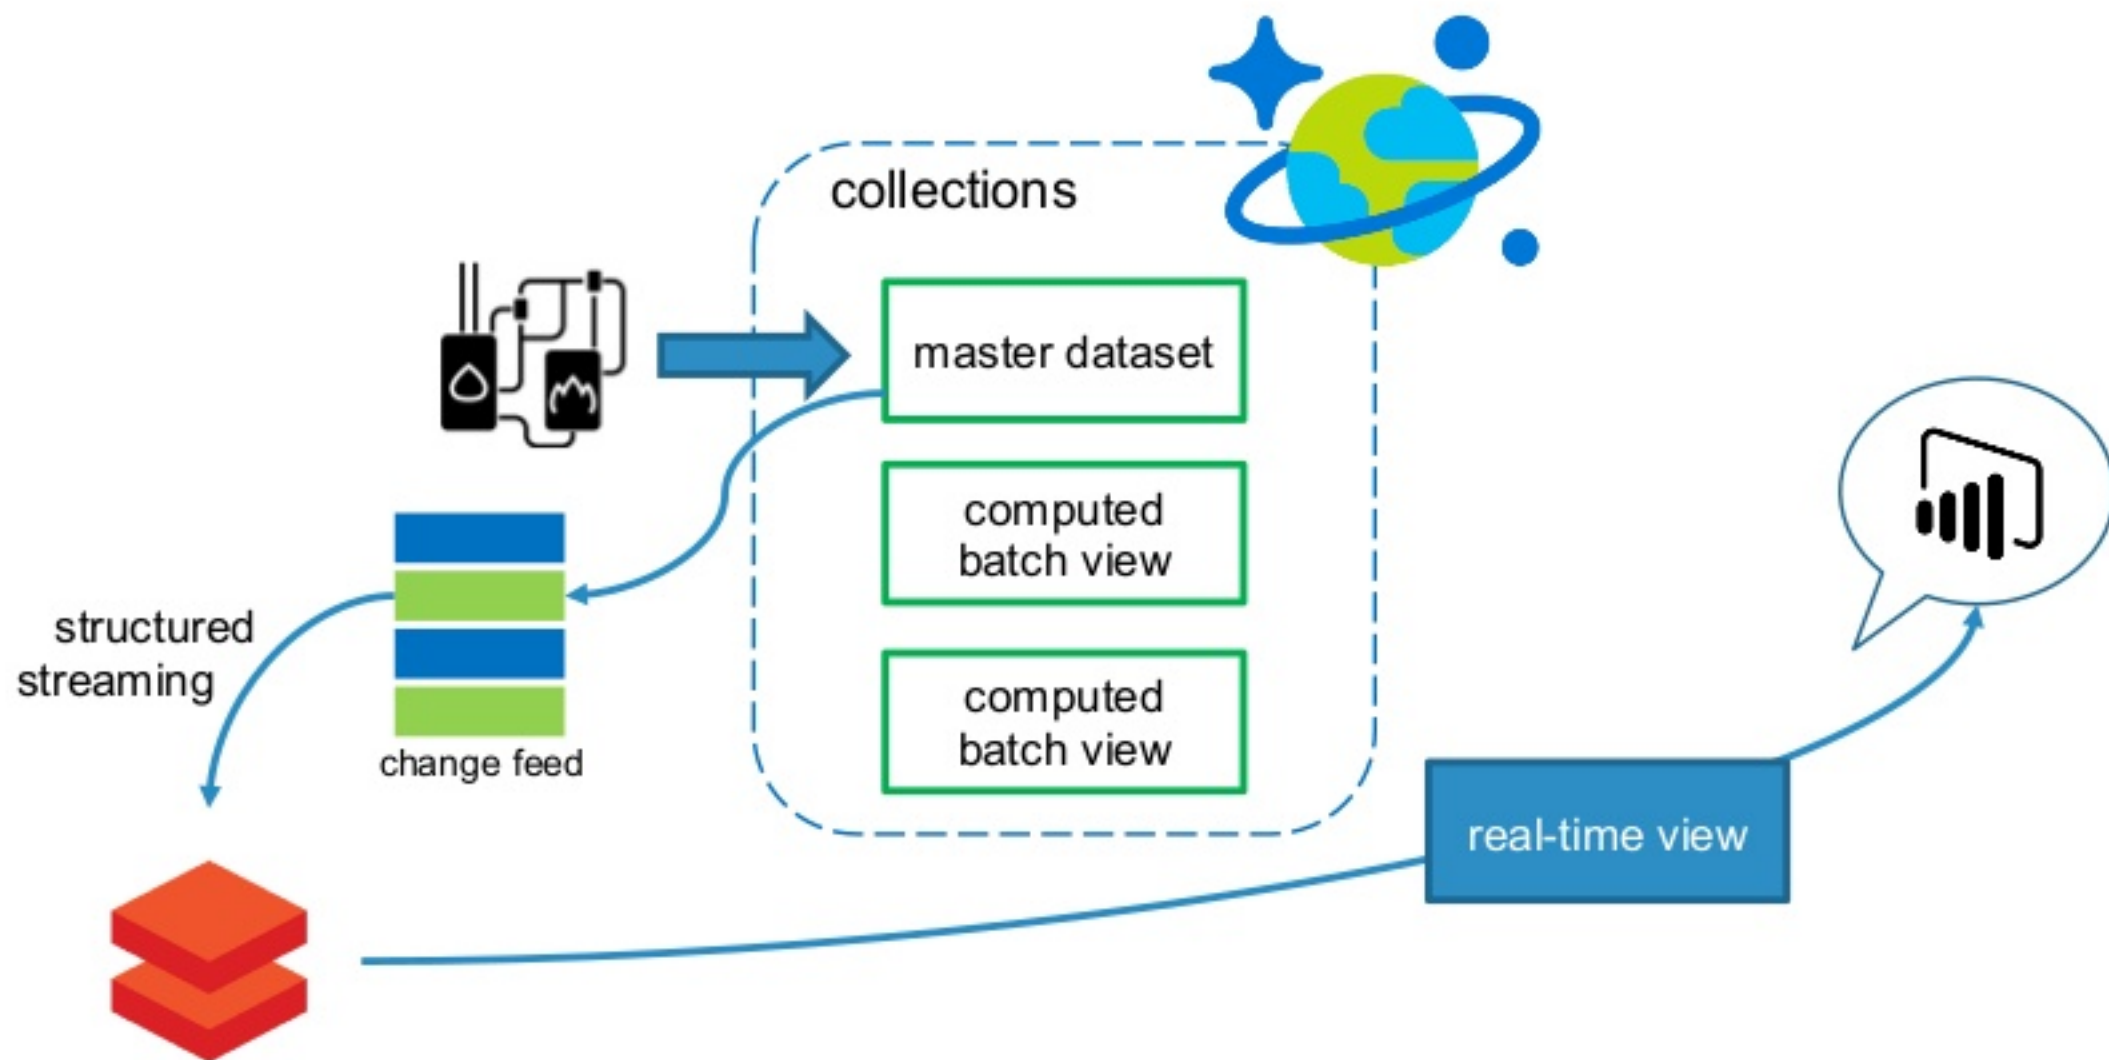 collections
master dataset
computed
batch view
structured
streaming
change feed
computed
batch view
real-time view